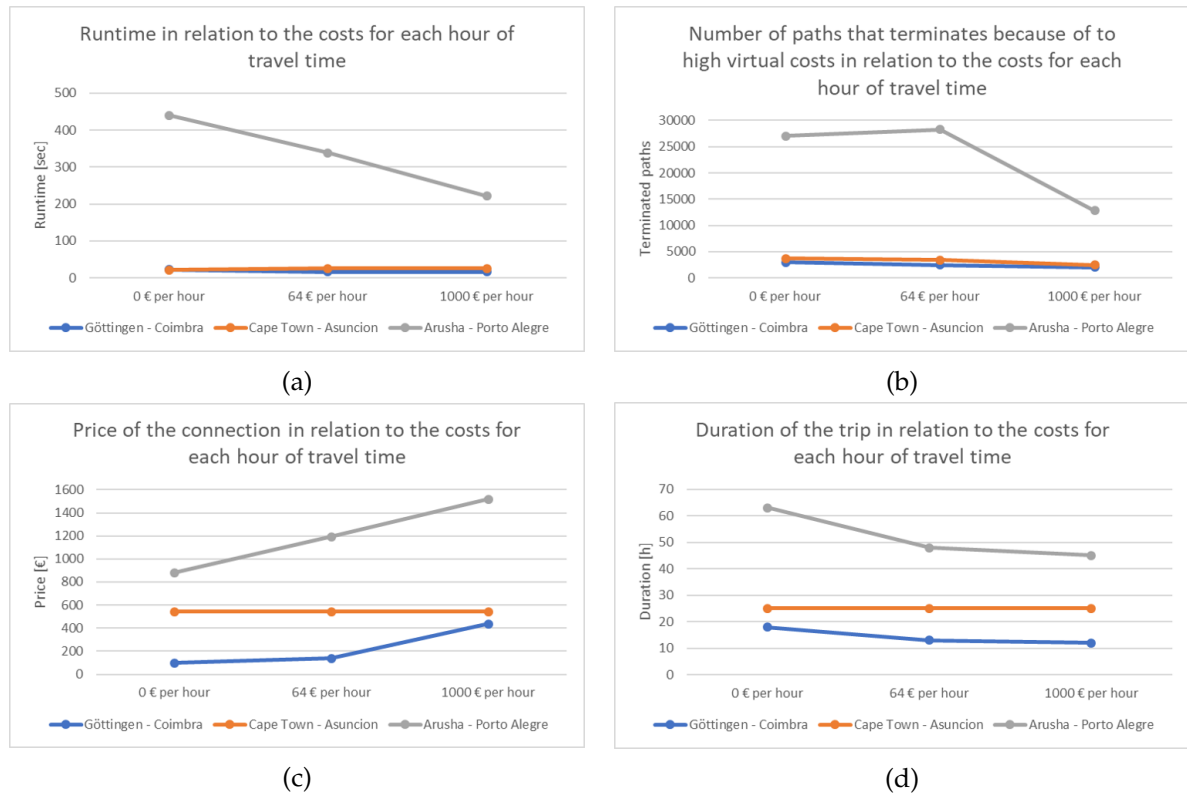 Runtime in relation to the costs for each hour of
travel time
Runtime [sec]
500
400
300
200
100
0
0 € per hour 64 € per hour 1000 € per hour
Göttingen - Coimbra Cape Town - Asuncion Arusha - Porto Alegre
(a)
Number of paths that terminates because of to
high virtual costs in relation to the costs for each
hour of travel time
Terminated paths
30000
25000
20000
15000
10000
5000
0
0 € per hour 64 € per hour 1000 € per hour
Göttingen - Coimbra Cape Town - Asuncion Arusha - Porto Alegre
(b)
Price of the connection in relation to the costs for
each hour of travel time
Price [€]
1600
1400
1200
1000
800
600
400
200
0
0 € per hour 64 € per hour 1000 € per hour
Göttingen - Coimbra Cape Town - Asuncion Arusha - Porto Alegre
(c)
Duration of the trip in relation to the costs for
each hour of travel time
Duration [h]
70
60
50
40
30
20
10
0
0 € per hour 64 € per hour 1000 € per hour
Göttingen - Coimbra Cape Town - Asuncion Arusha - Porto Alegre
(d)